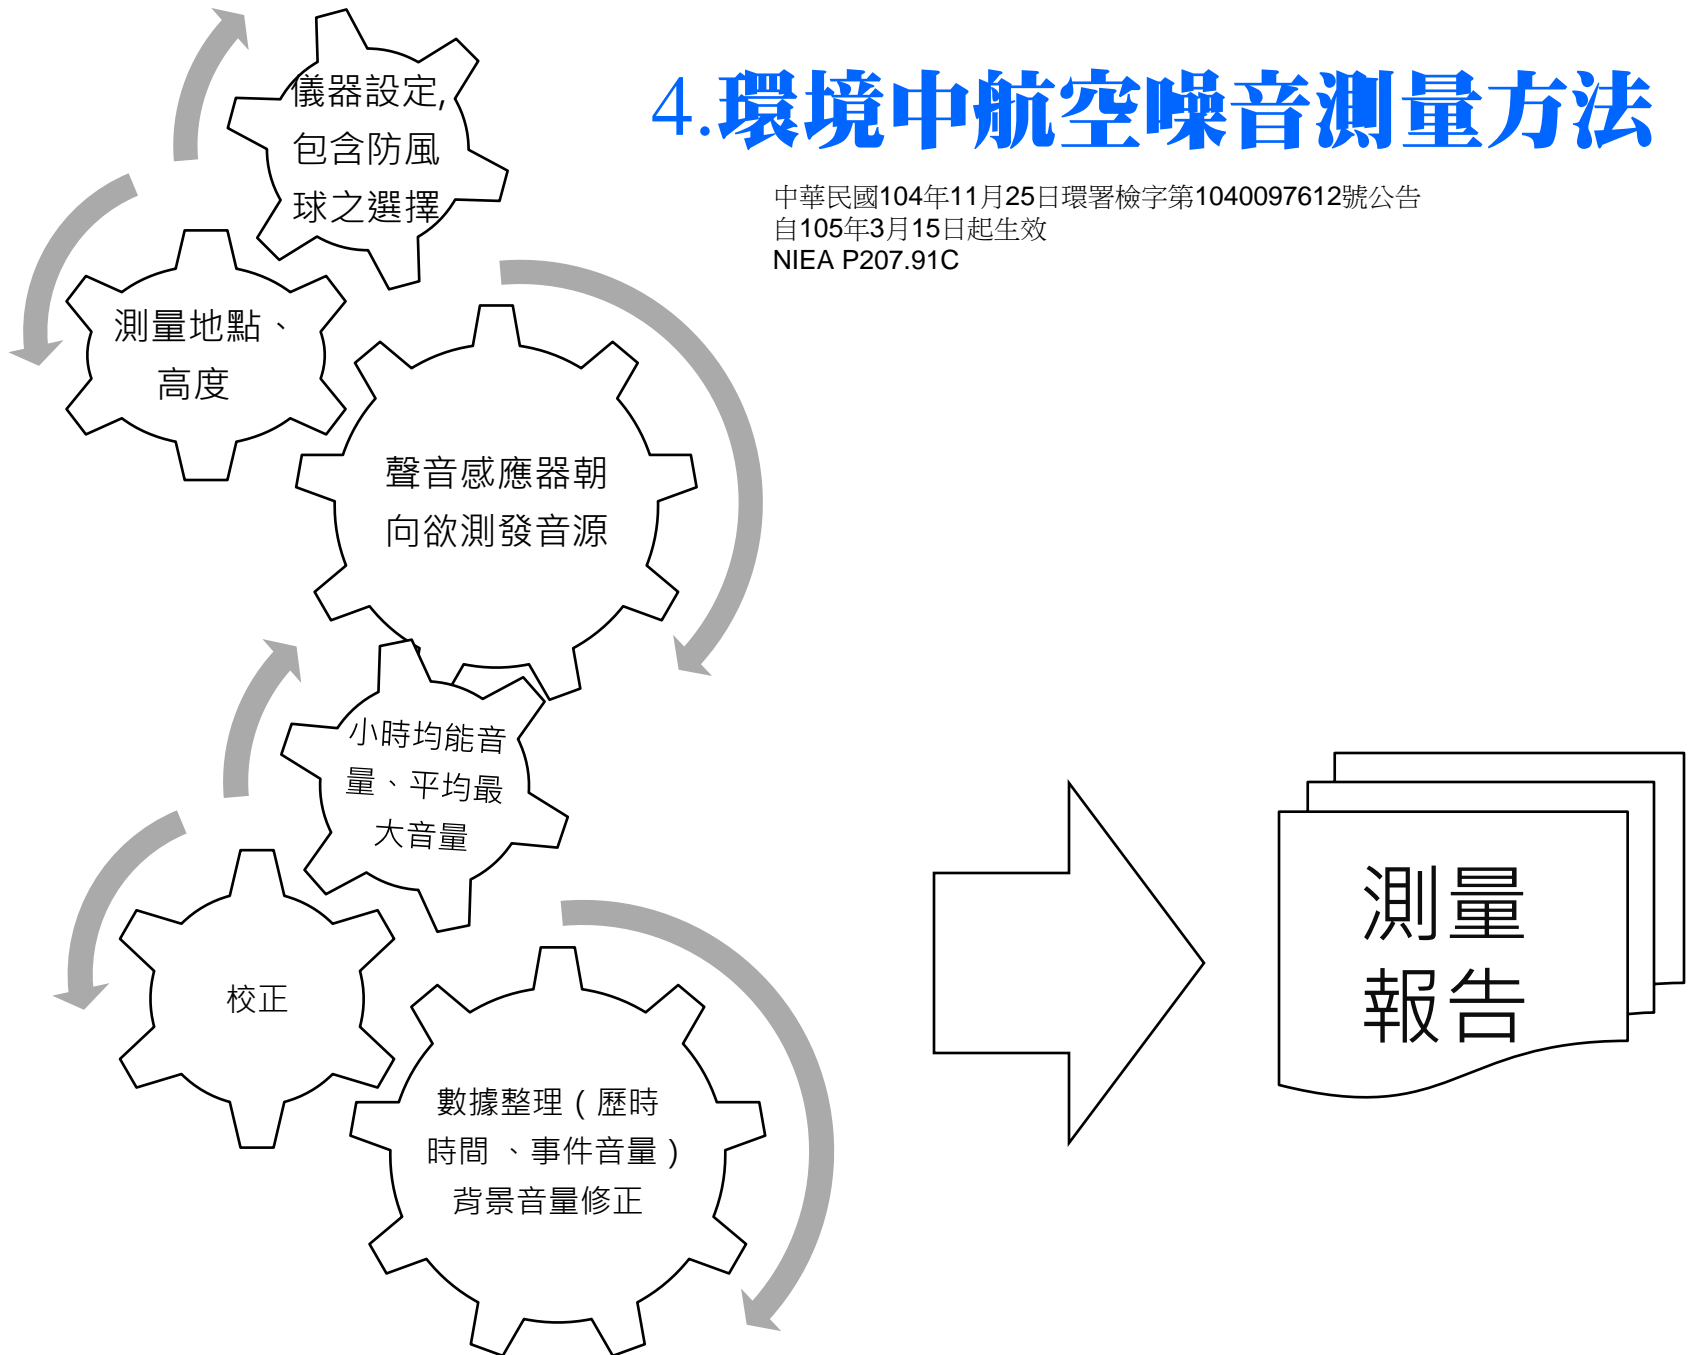 4.環境中航空噪音測量方法
中華民國104年11月25日環署檢字第1040097612號公告
自105年3月15日起生效
NIEA P207.91C
儀器設定,
包含防風
球之選擇
測量地點、
高度
聲音感應器朝
向欲測發音源
小時均能音
量、平均最
大音量
校正
數據整理（歷時
時間 、事件音量）
背景音量修正
測量
報告